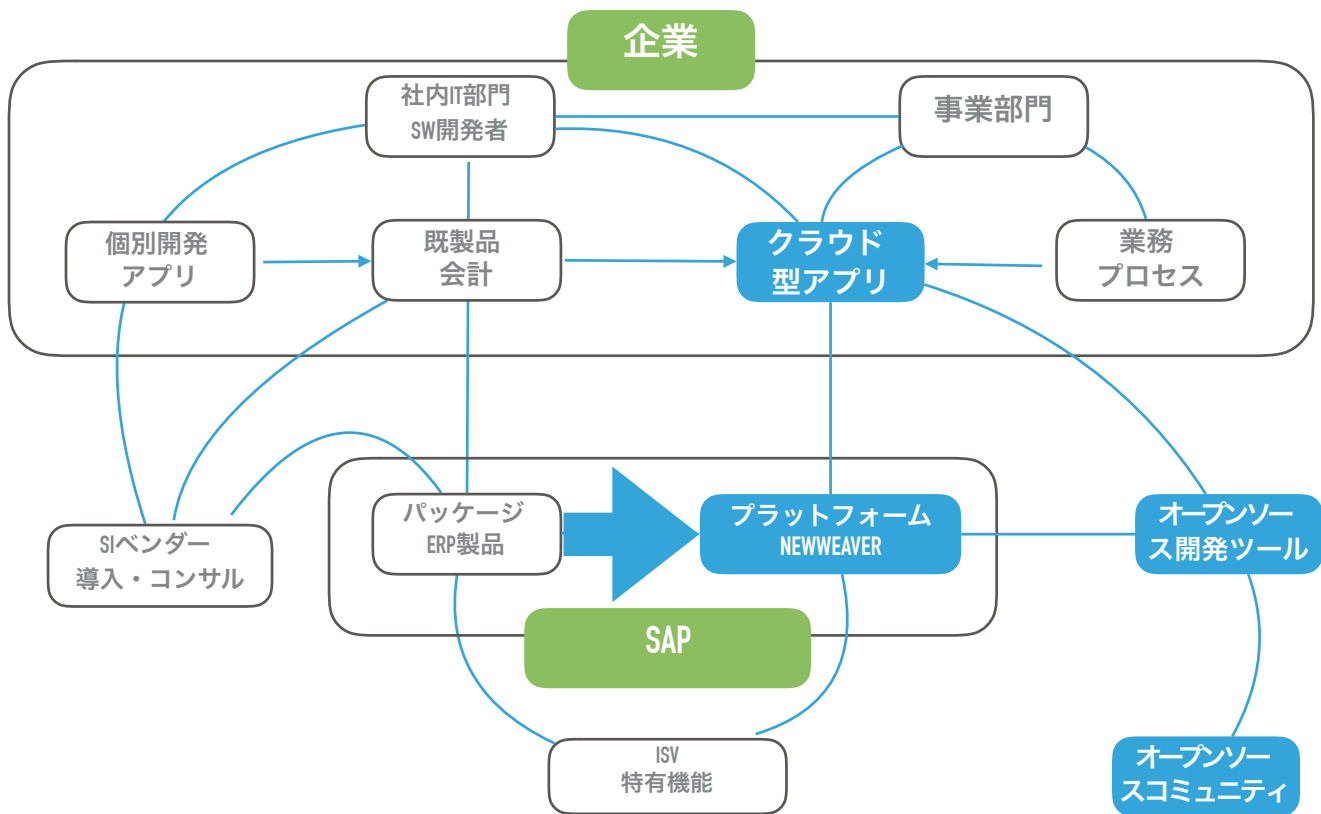 企業
社内IT部門
SW開発者
事業部門
個別開発
アプリ
既製品
会計
クラウド
型アプリ
業務
プロセス
パッケージ
ERP製品
プラットフォーム
NEWWEAVER
オープンソー
ス開発ツール
SIベンダー
導入・コンサル
SAP
ISV
特有機能
オープンソー
スコミュニティ